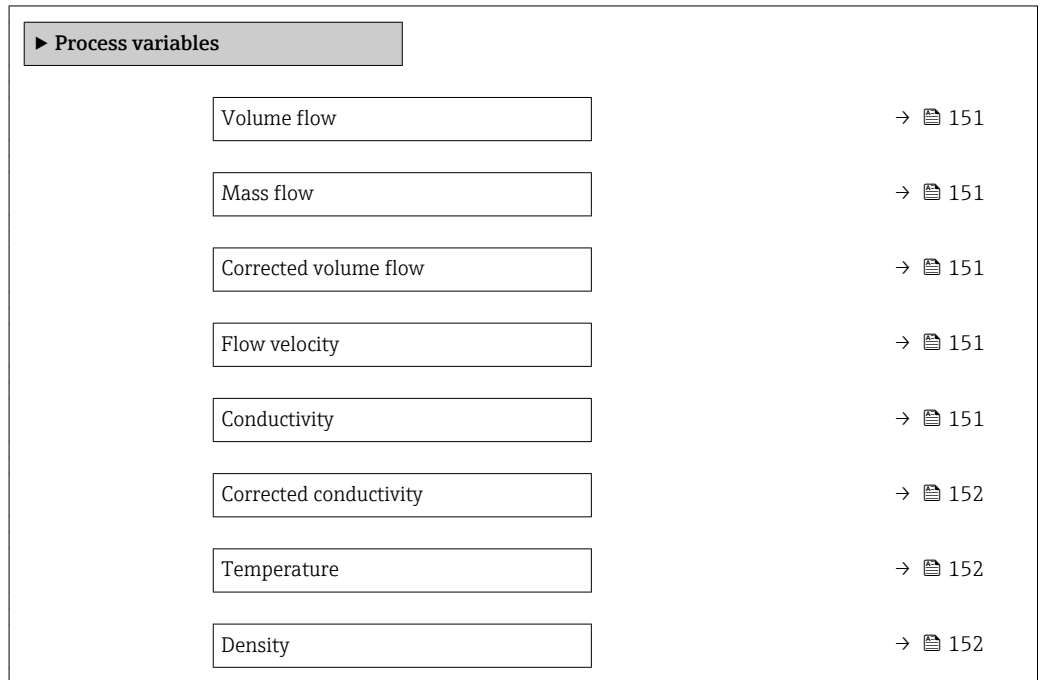 ▶ Process variables
Volume flow → 151
Mass flow → 151
Corrected volume flow → 151
Flow velocity → 151
Conductivity → 151
Corrected conductivity → 152
Temperature → 152
Density → 152